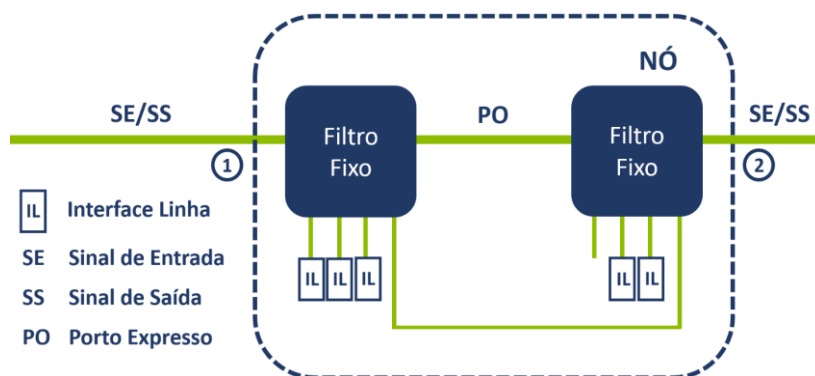 NÓ
SE/SS
PO
SE/SS
Filtro
Fixo
Filtro
Fixo
1
2
IL Interface Linha
SE Sinal de Entrada
SS Sinal de Saída
PO Porto Expresso
IL IL IL
IL IL